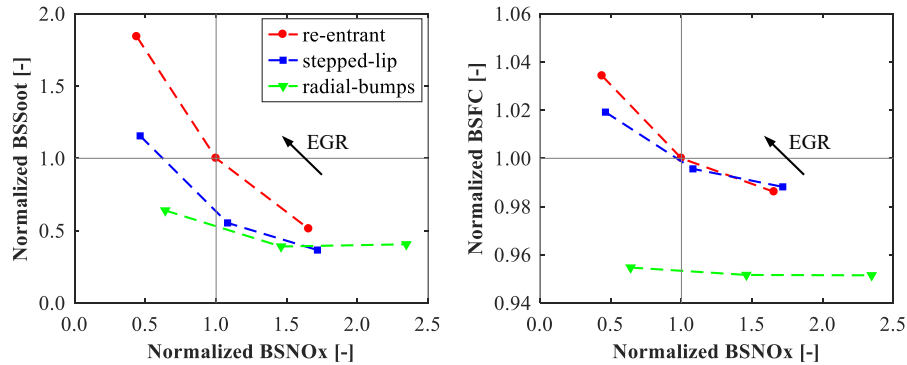 2.0
1.5
1.0
0.5
0.0
Normalized BSSoot [-]
re-entrant
stepped-lip
radial-bumps
EGR
0.0 0.5 1.0 1.5 2.0 2.5
Normalized BSNOx [-]
1.06
1.04
1.02
1.00
0.98
0.96
0.94
Normalized BSFC [-]
EGR
0.0 0.5 1.0 1.5 2.0 2.5
Normalized BSNOx [-]